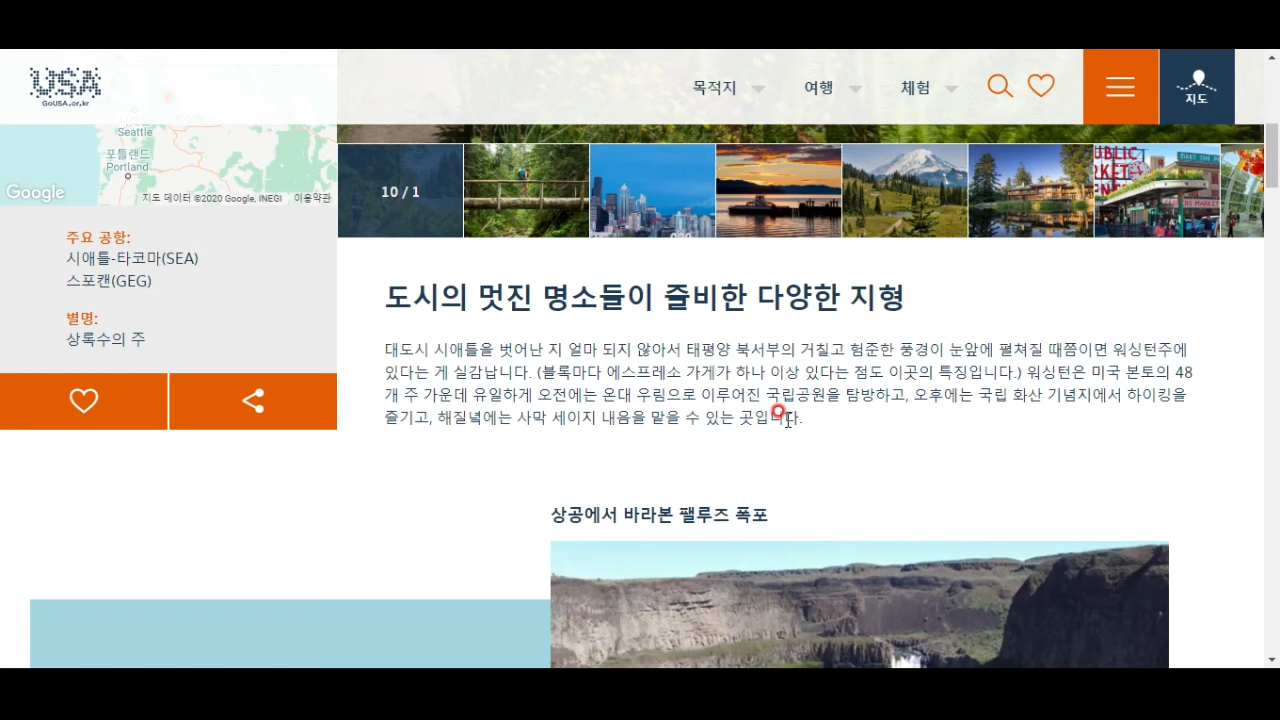 USA
GoUSA.or.kr
목적지
여행
체험
지도
Seattle
포틀랜드
Portland
Google
지도 데이터 ©2020 Google, INEGI 이용약관
10 / 1
주요 공항:
시애틀-타코마(SEA)
스포캔(GEG)
별명:
상록수의 주
도시의 멋진 명소들이 즐비한 다양한 지형
대도시 시애틀을 벗어난 지 얼마 되지 않아서 태평양 북서부의 거칠고 험준한 풍경이 눈앞에 펼쳐질 때쯤이면 워싱턴주에
있다는 게 실감납니다. (블록마다 에스프레소 가게가 하나 이상 있다는 점도 이곳의 특징입니다.) 워싱턴은 미국 본토의 48
개 주 가운데 유일하게 오전에는 온대 우림으로 이루어진 국립공원을 탐방하고, 오후에는 국립 화산 기념지에서 하이킹을
즐기고, 해질녘에는 사막 세이지 내음을 맡을 수 있는 곳입니다.
상공에서 바라본 팰루즈 폭포